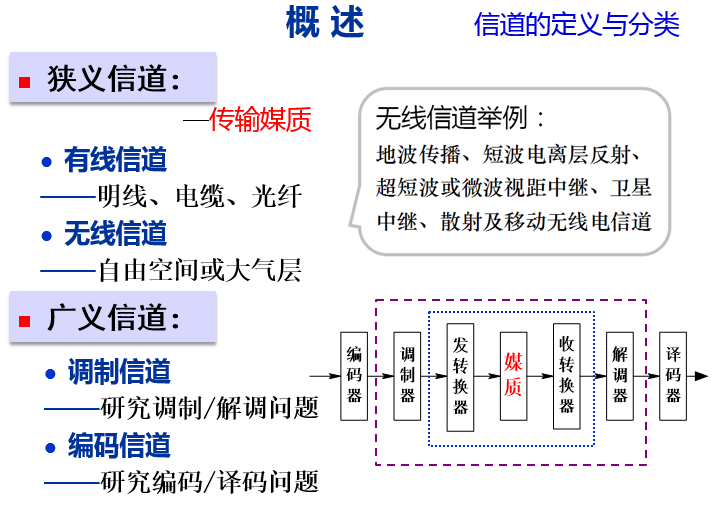 概 述
信道的定义与分类
狭义信道：
—传输媒质
有线信道
——明线、电缆、光纤
无线信道
——自由空间或大气层
无线信道举例：
地波传播、短波电离层反射、
超短波或微波视距中继、卫星
中继、散射及移动无线电信道
广义信道：
调制信道
——研究调制/解调问题
编码信道
——研究编码/译码问题
编码器
调制器
发转换器
媒质
收转换器
解调器
译码器